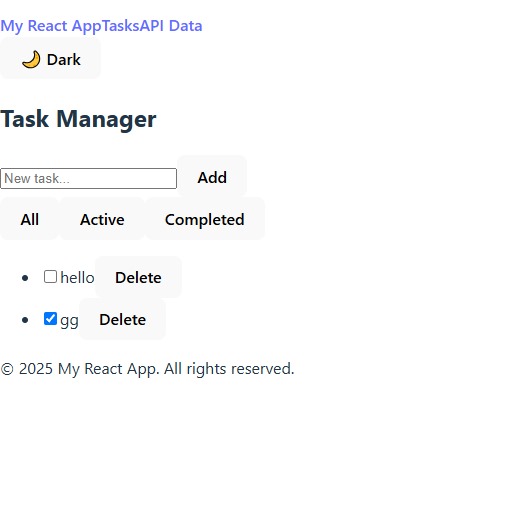 My React AppTasksAPI Data
🌙 Dark
Task Manager
New task... Add
All Active Completed
hello Delete
gg Delete
© 2025 My React App. All rights reserved.